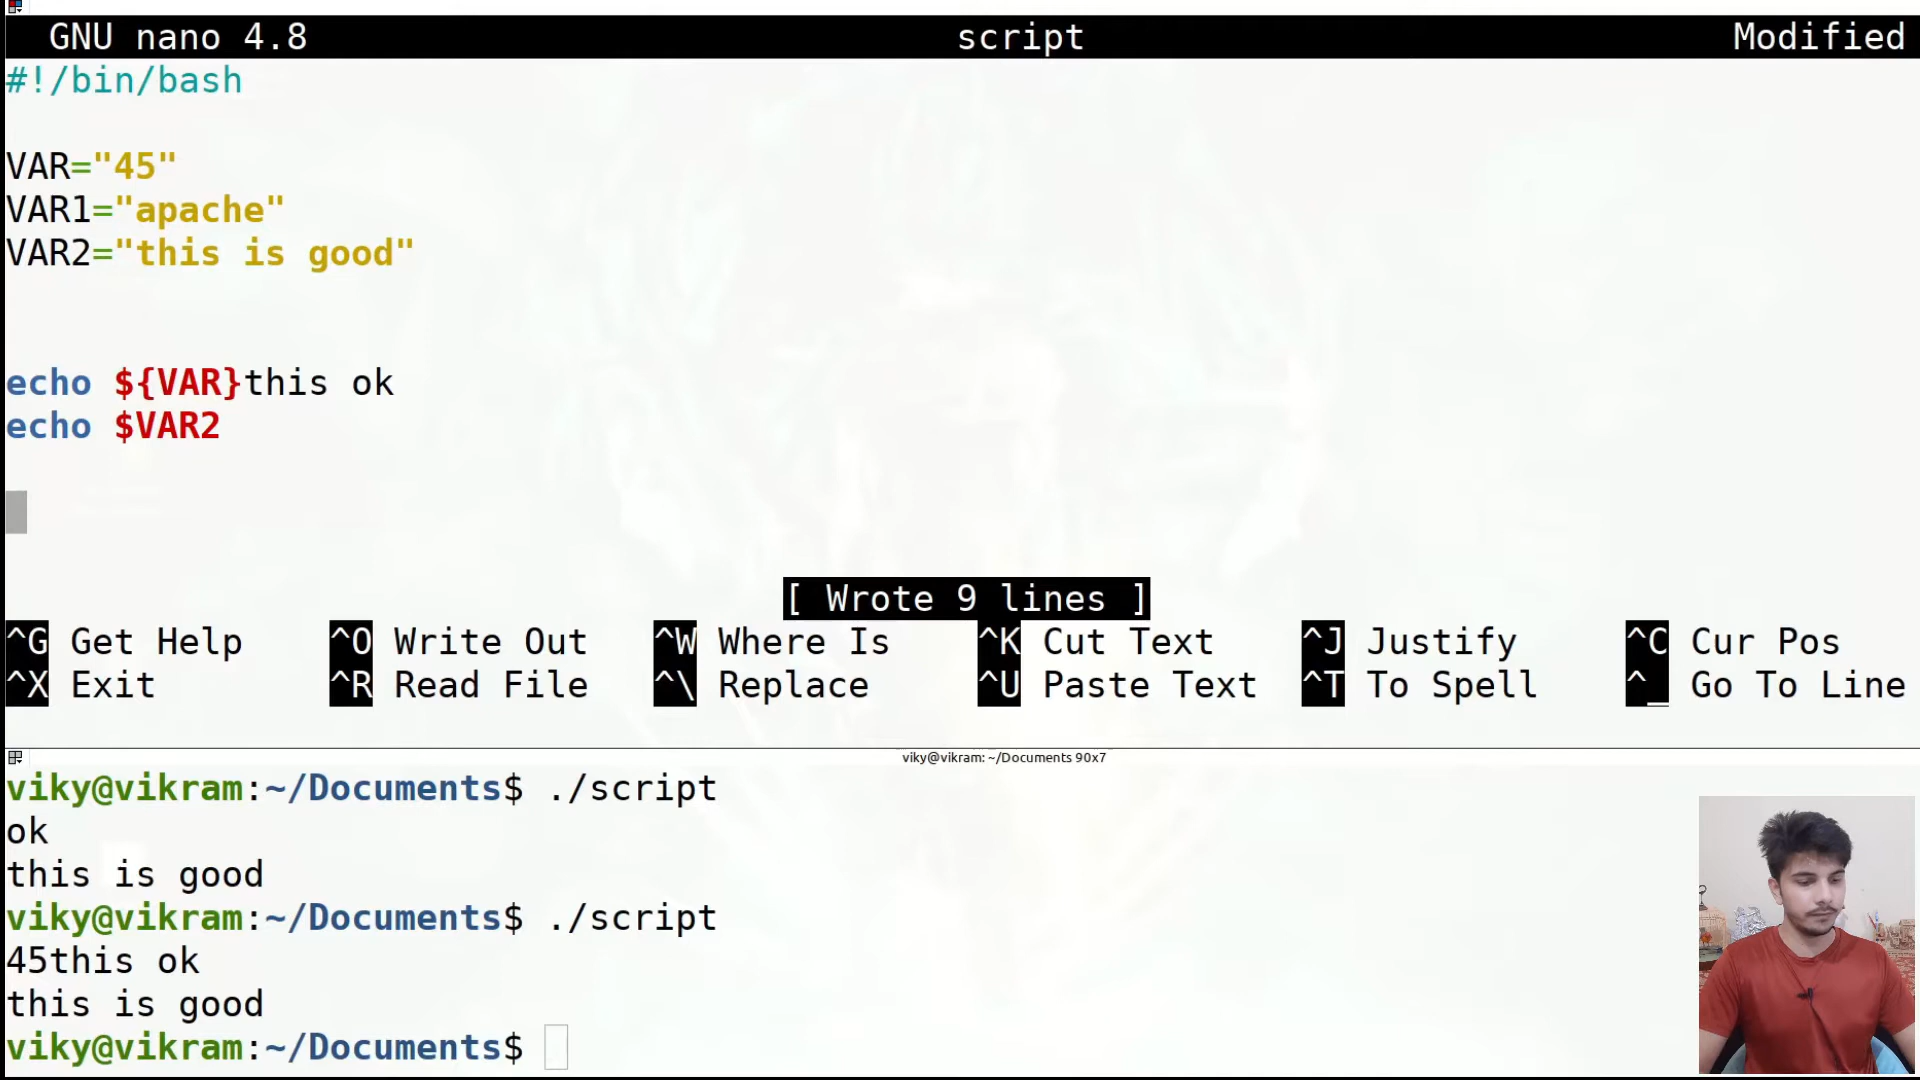 GNU nano 4.8 script Modified
#!/bin/bash
VAR="45"
VAR1="apache"
VAR2="this is good"
echo ${VAR}this ok
echo $VAR2
[ Wrote 9 lines ]
^G Get Help ^O Write Out ^W Where Is ^K Cut Text ^J Justify ^C Cur Pos
^X Exit ^R Read File ^\ Replace ^U Paste Text ^T To Spell ^_ Go To Line
viky@vikram: ~/Documents 90x7
viky@vikram:~/Documents$ ./script
ok
this is good
viky@vikram:~/Documents$ ./script
45this ok
this is good
viky@vikram:~/Documents$